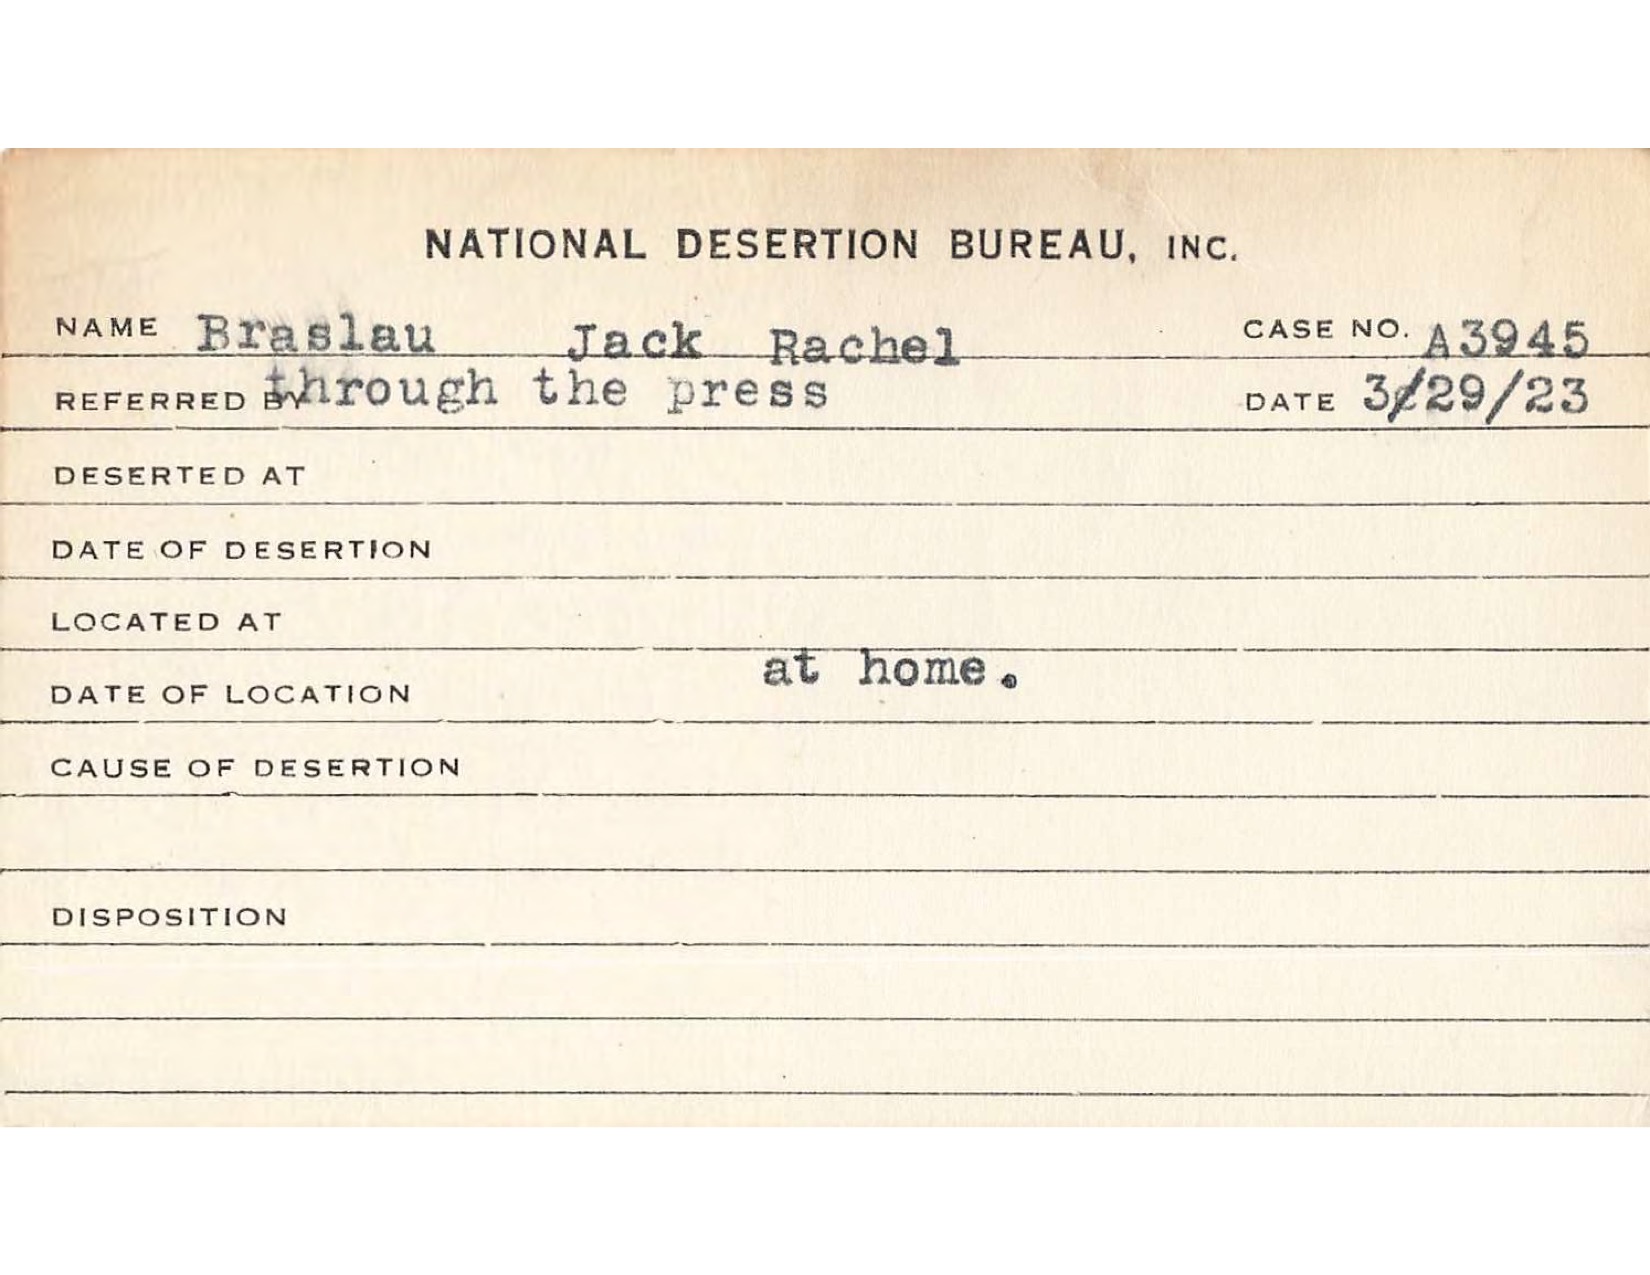 NATIONAL DESERTION BUREAU, INC.
NAME Braslau Jack Rachel CASE NO. A3945
REFERRED BY through the press DATE 3/29/23
DESERTED AT
DATE OF DESERTION
LOCATED AT
at home.
DATE OF LOCATION
CAUSE OF DESERTION
DISPOSITION